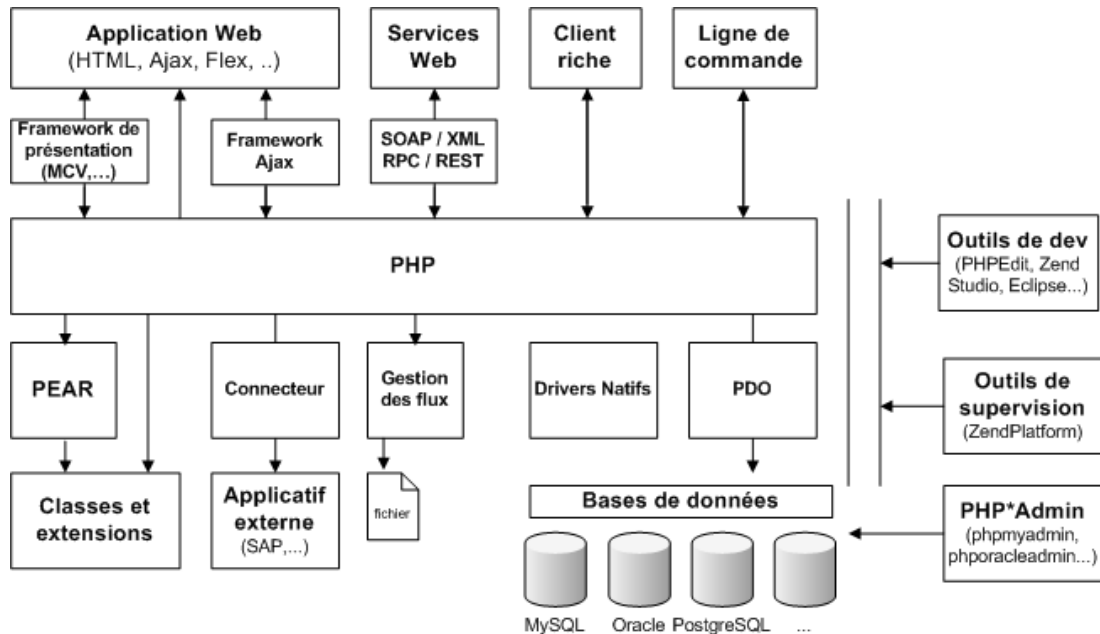 Application Web
(HTML, Ajax, Flex, ..)
Services
Web
Client
riche
Ligne de
commande
Framework de
présentation
(MCV,...)
Framework
Ajax
SOAP / XML
RPC / REST
PHP
Outils de dev
(PHPEdit, Zend
Studio, Eclipse...)
PEAR
Connecteur
Gestion
des flux
Drivers Natifs
PDO
Outils de
supervision
(ZendPlatform)
Classes et
extensions
Applicatif
externe
(SAP,...)
fichier
Bases de données
PHP*Admin
(phpmyadmin,
phporacleadmin...)
MySQL
Oracle
PostgreSQL
...